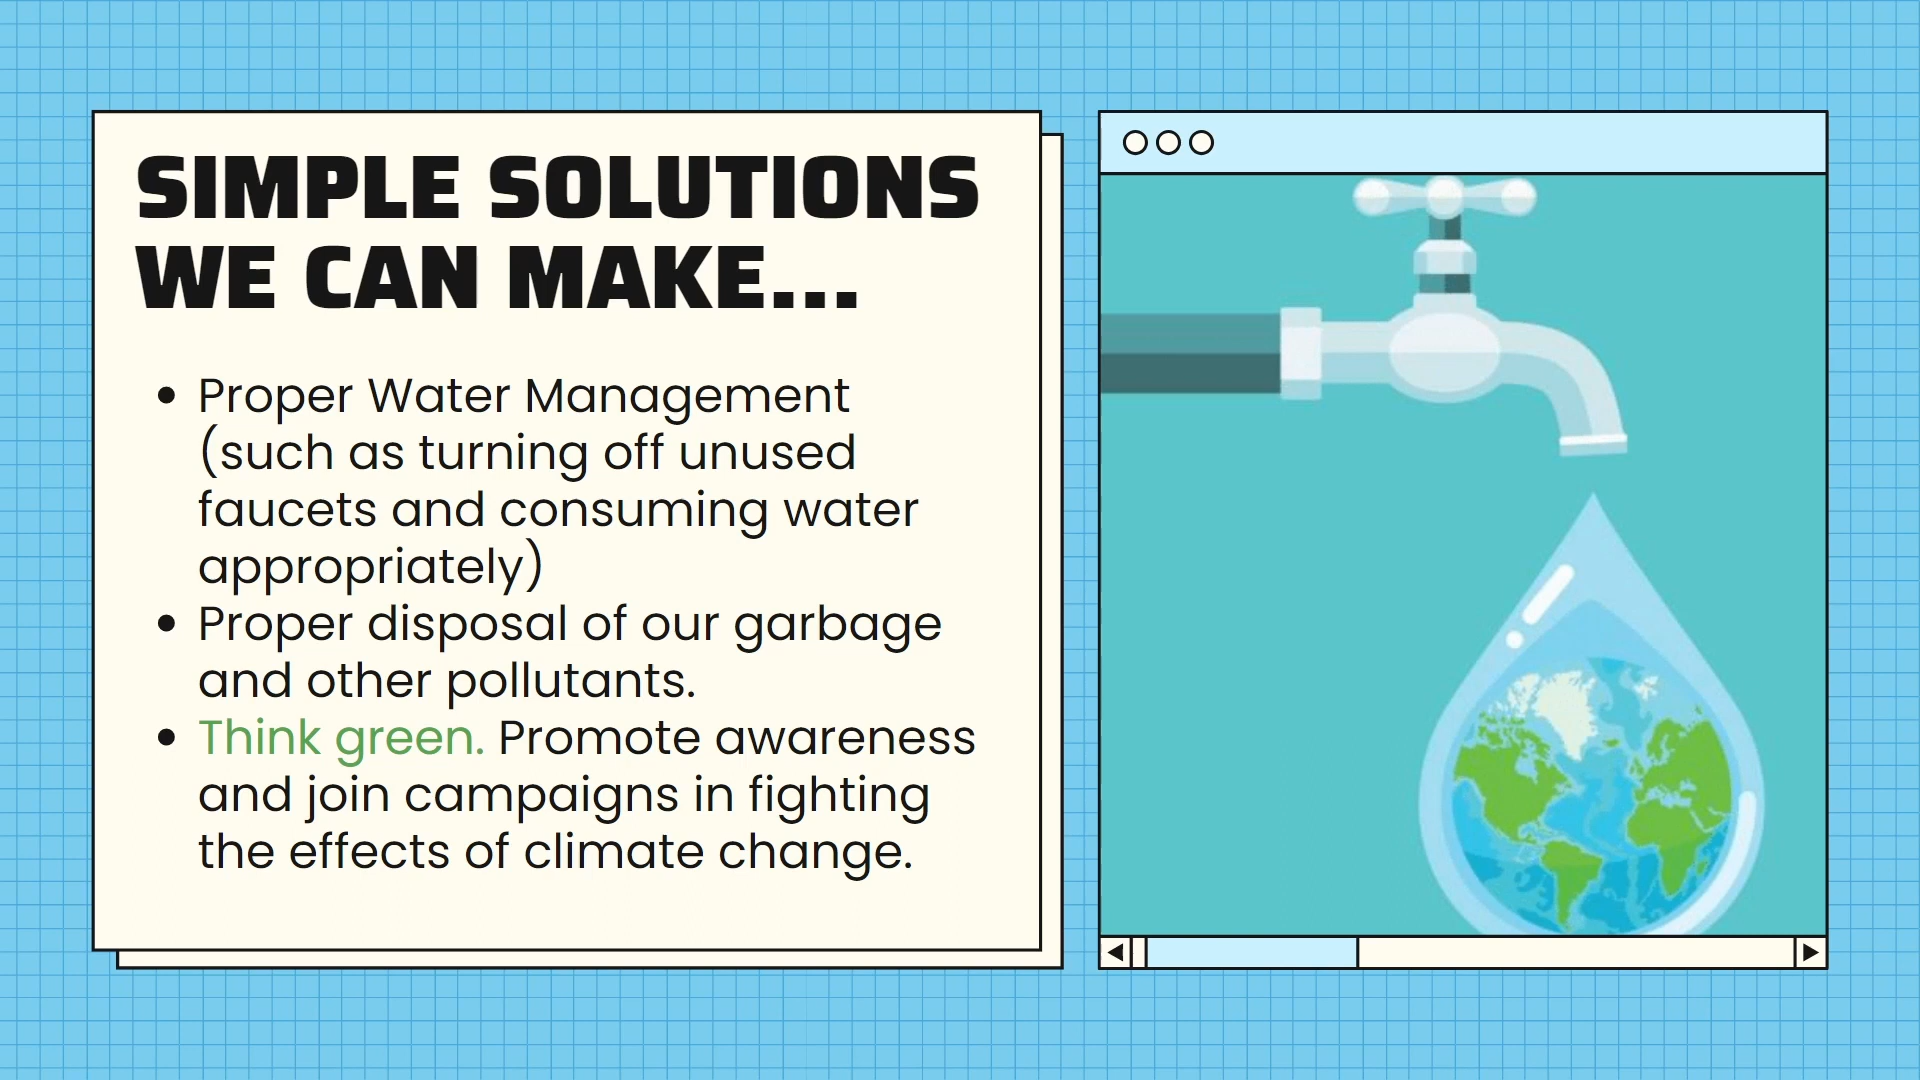 SIMPLE SOLUTIONS
WE CAN MAKE...
• Proper Water Management
(such as turning off unused
faucets and consuming water
appropriately)
• Proper disposal of our garbage
and other pollutants.
• Think green. Promote awareness
and join campaigns in fighting
the effects of climate change.